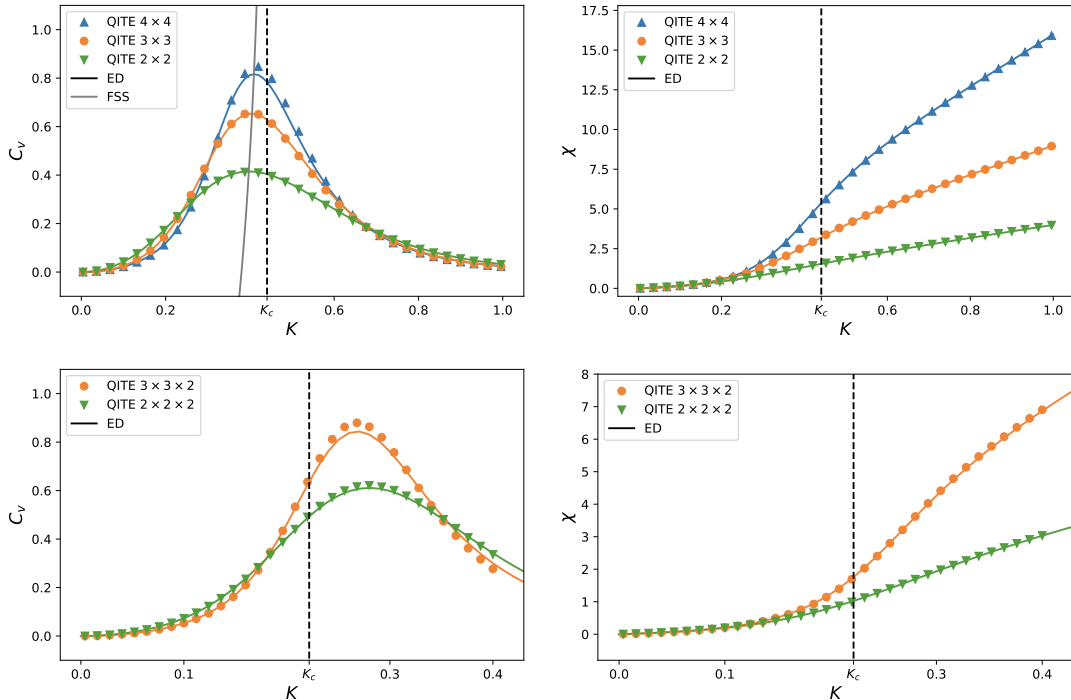 QITE 4 × 4
QITE 3 × 3
QITE 2 × 2
ED
FSS
1.0
0.8
0.6
0.4
0.2
0.0
C_v
0.0
0.2
K_c
0.6
0.8
1.0
K
QITE 4 × 4
QITE 3 × 3
QITE 2 × 2
ED
17.5
15.0
12.5
10.0
7.5
5.0
2.5
0.0
χ
0.0
0.2
K_c
0.6
0.8
1.0
K
QITE 3 × 3 × 2
QITE 2 × 2 × 2
ED
1.0
0.8
0.6
0.4
0.2
0.0
C_v
0.0
0.1
K_c
0.3
0.4
K
QITE 3 × 3 × 2
QITE 2 × 2 × 2
ED
8
7
6
5
4
3
2
1
0
χ
0.0
0.1
K_c
0.3
0.4
K